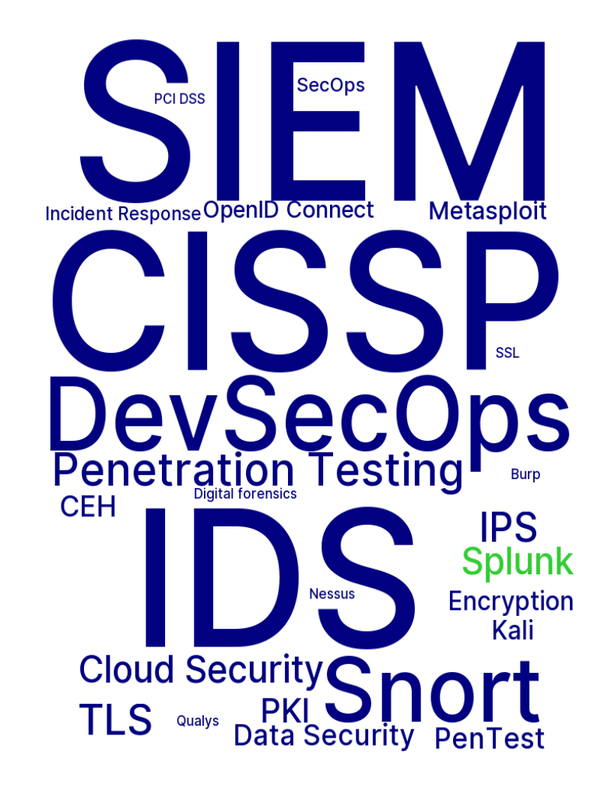 SIEM
PCI DSS
SecOps
Incident Response
OpenID Connect
Metasploit
CISSP
SSL
DevSecOps
Penetration Testing
Burp
Digital forensics
CEH
IDS
IPS
Splunk
Nessus
Encryption
Kali
Cloud Security
Snort
TLS
Qualys
PKI
Data Security
PenTest